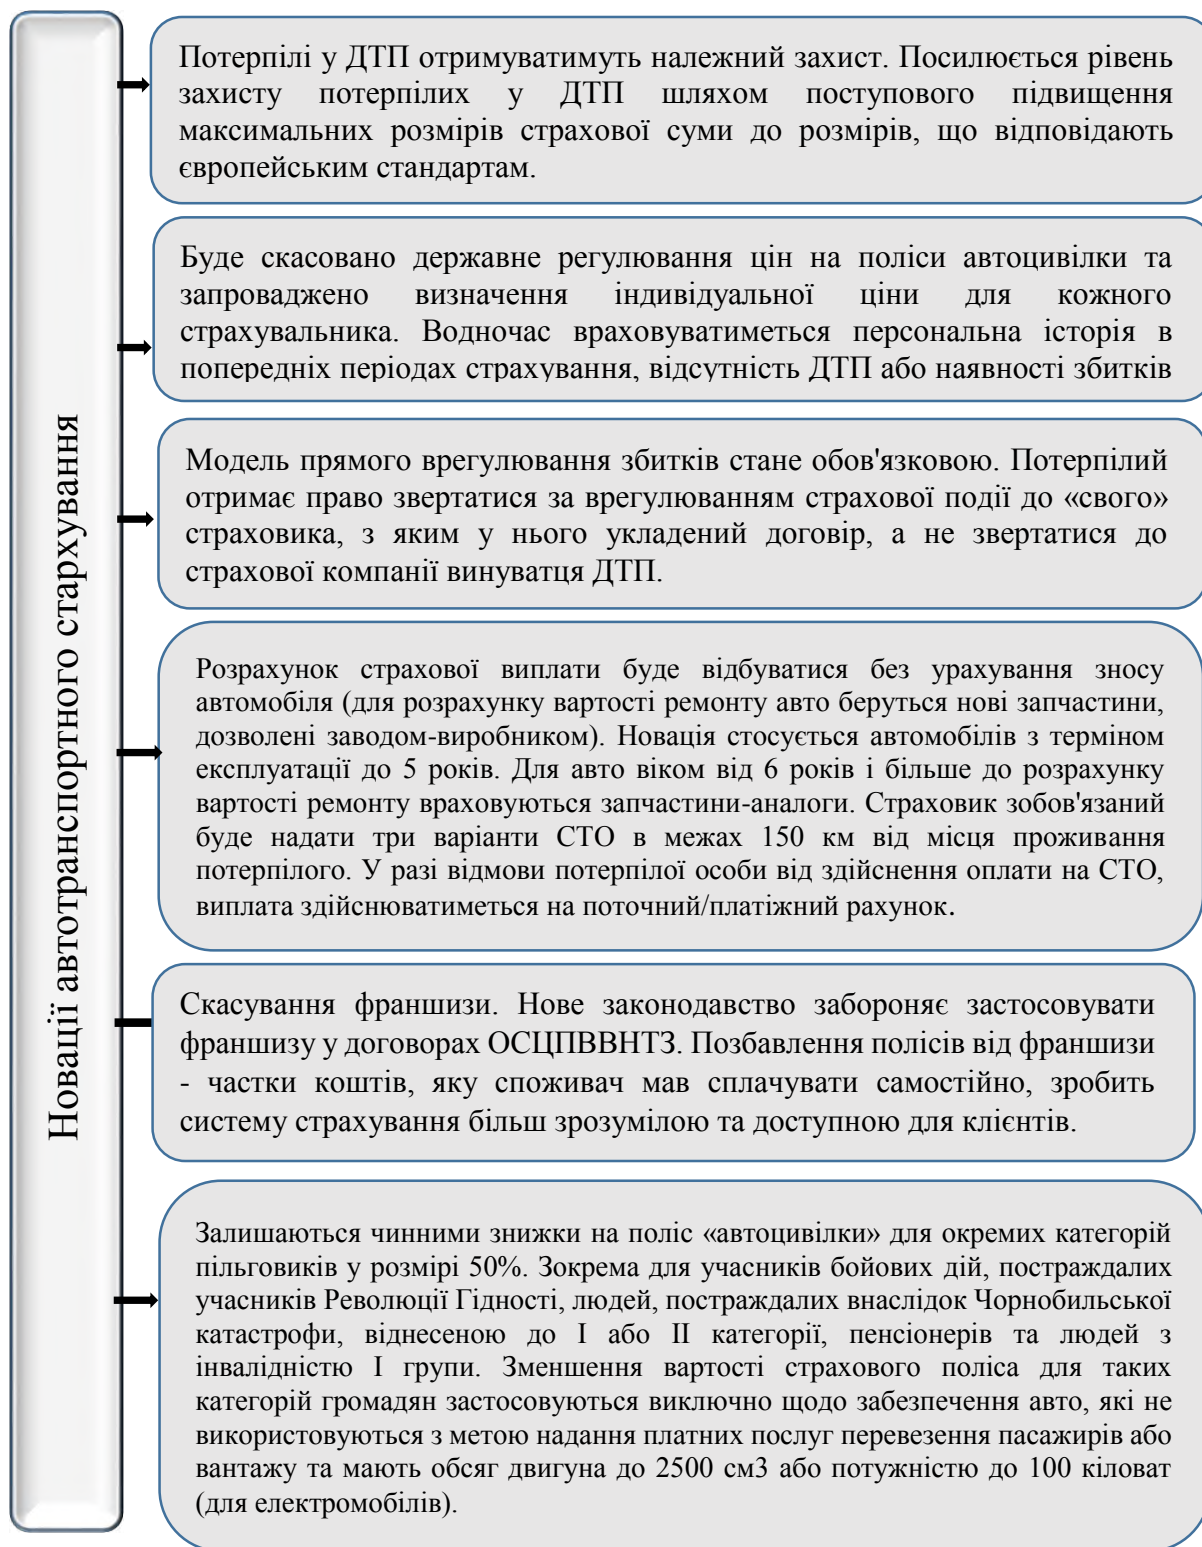 Новації автотранспортного стархування
Потерпілі у ДТП отримуватимуть належний захист. Посилюється рівень
захисту потерпілих у ДТП шляхом поступового підвищення
максимальних розмірів страхової суми до розмірів, що відповідають
європейським стандартам.
Буде скасовано державне регулювання цін на поліси автоцивілки та
запроваджено визначення індивідуальної ціни для кожного
страхувальника. Водночас враховуватиметься персональна історія в
попередніх періодах страхування, відсутність ДТП або наявності збитків
Модель прямого врегулювання збитків стане обов'язковою. Потерпілий
отримає право звертатися за врегулюванням страхової події до «свого»
страховика, з яким у нього укладений договір, а не звертатися до
страхової компанії винуватця ДТП.
Розрахунок страхової виплати буде відбуватися без урахування зносу
автомобіля (для розрахунку вартості ремонту авто беруться нові запчастини,
дозволені заводом-виробником). Новація стосується автомобілів з терміном
експлуатації до 5 років. Для авто віком від 6 років і більше до розрахунку
вартості ремонту враховуються запчастини-аналоги. Страховик зобов'язаний
буде надати три варіанти СТО в межах 150 км від місця проживання
потерпілого. У разі відмови потерпілої особи від здійснення оплати на СТО,
виплата здійснюватиметься на поточний/платіжний рахунок.
Скасування франшизи. Нове законодавство забороняє застосовувати
франшизу у договорах ОСЦПВВНТЗ. Позбавлення полісів від франшизи
- частки коштів, яку споживач мав сплачувати самостійно, зробить
систему страхування більш зрозумілою та доступною для клієнтів.
Залишаються чинними знижки на поліс «автоцивілки» для окремих категорій
пільговиків у розмірі 50%. Зокрема для учасників бойових дій, постраждалих
учасників Революції Гідності, людей, постраждалих внаслідок Чорнобильської
катастрофи, віднесеною до І або ІІ категорії, пенсіонерів та людей з
інвалідністю І групи. Зменшення вартості страхового поліса для таких
категорій громадян застосовуються виключно щодо забезпечення авто, які не
використовуються з метою надання платних послуг перевезення пасажирів або
вантажу та мають обсяг двигуна до 2500 см3 або потужністю до 100 кіловат
(для електромобілів).